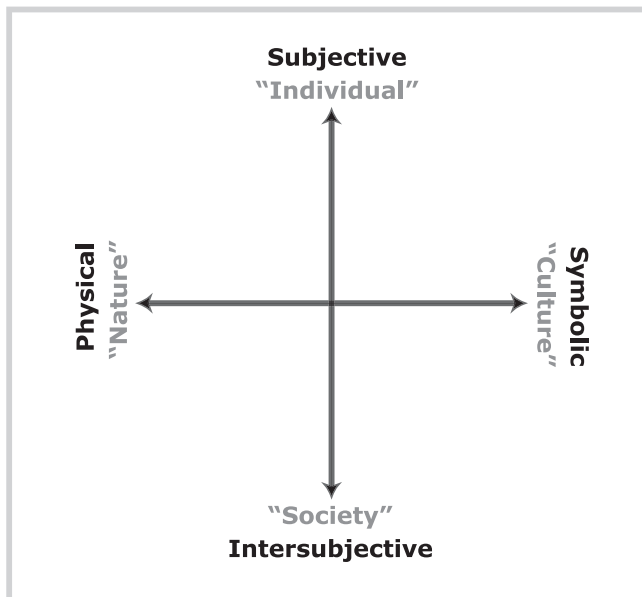 Subjective
“Individual”
Physical
“Nature”
“Culture”
Symbolic
“Society”
Intersubjective